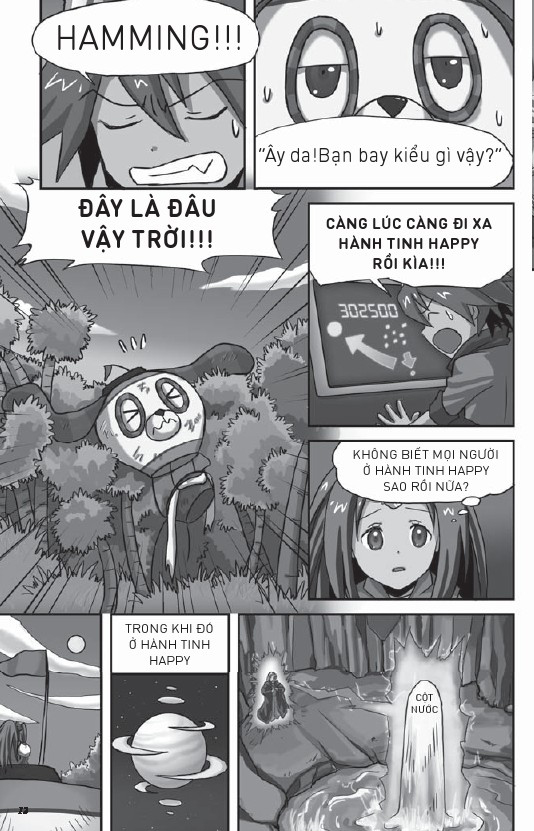 HAMMING!!!
"Ây da!Bạn bay kiểu gì vậy?"
ĐÂY LÀ ĐÂU
VẬY TRỜI!!!
CÀNG LÚC CÀNG ĐI XA
HÀNH TINH HAPPY
RỒI KÌA!!!
302500
KHÔNG BIẾT MỌI NGƯỜI
Ở HÀNH TINH HAPPY
SAO RỒI NỮA?
TRONG KHI ĐÓ
Ở HÀNH TINH
HAPPY
CỘT
NƯỚC